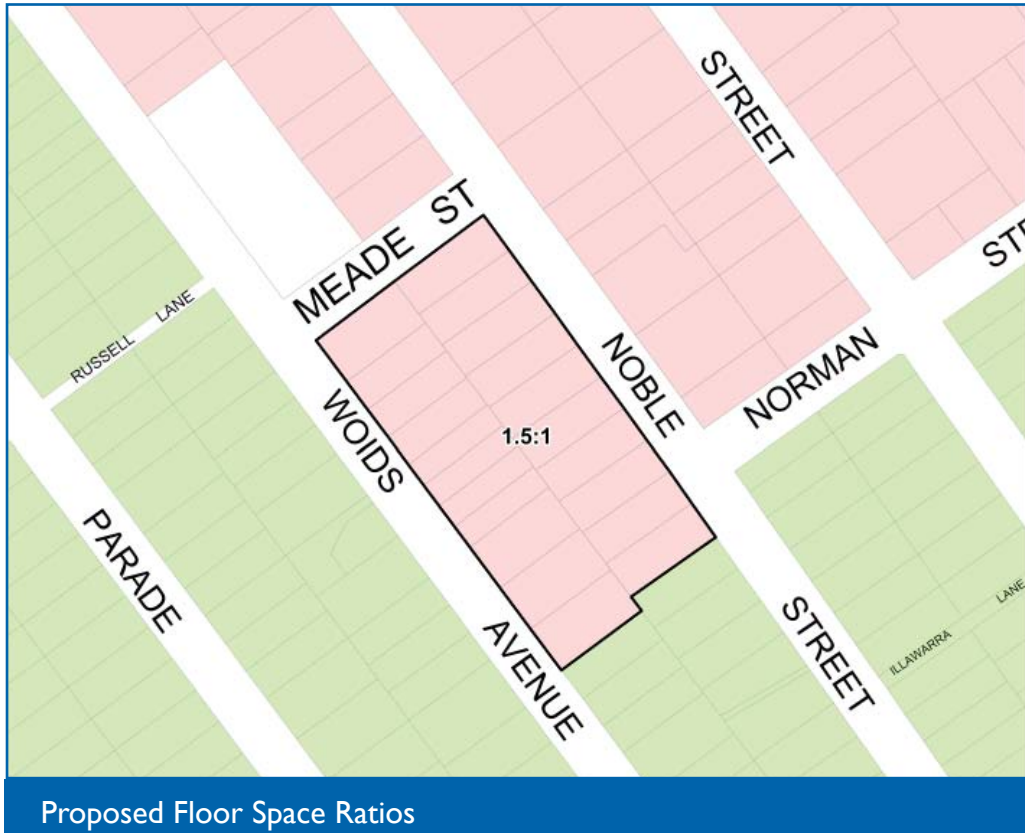 STREET
MEADE ST
RUSSELL LANE
NOBLE
NORMAN
WOIDS
1.5:1
PARADE
AVENUE
STREET
ILLAWARRA
LANE
Proposed Floor Space Ratios